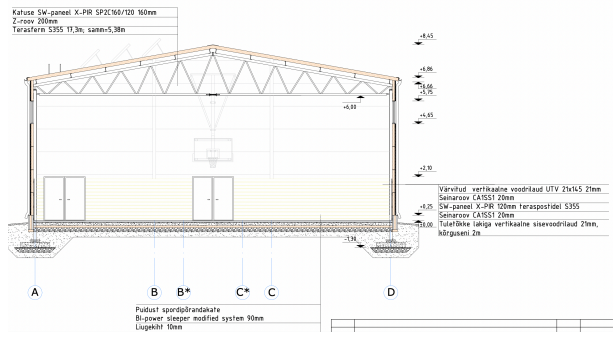 Katuse SW-paneel X-PIR SP2C160/120 160mm
Z-roov 200mm
Terasferm S355 17,3m; samm=5,38m
+8,45
+6,86
+6,66
+5,75
+6,00
+4,65
+2,10
Värvitud vertikaalne voodrilaud UTV 21x145 21mm
Seinaroov CA1SS1 20mm
SW-paneel X-PIR 120mm teraspostidel S355
+0,25
Seinaroov CA1SS1 20mm
±0,00
Tuletõkke lakiga vertikaalne sisevoodrilaud 21mm,
kõrguseni 2m
-1,30
A B B* C* C D
Puidust spordipõrandakate
BI-power sleeper modified system 90mm
Liugekiht 10mm